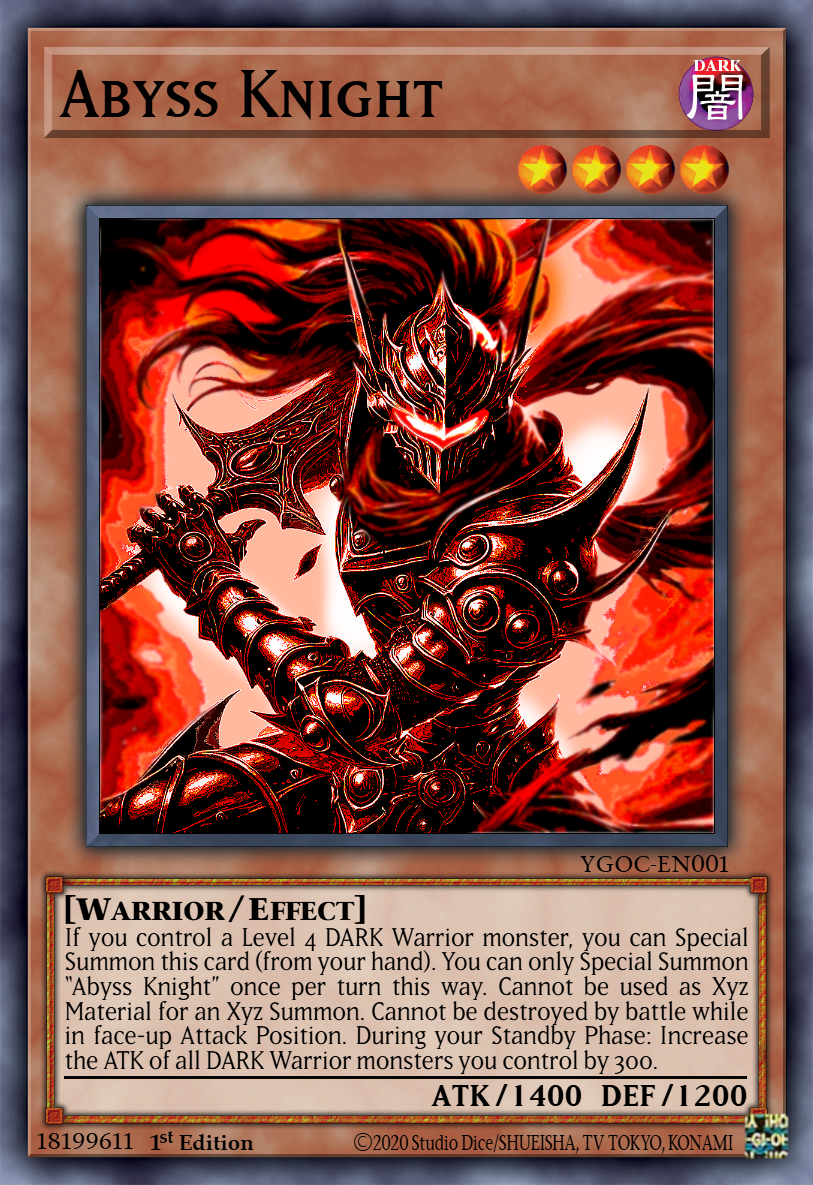 Abyss Knight
DARK
闇
YGOC-EN001
[Warrior/Effect]
If you control a Level 4 DARK Warrior monster, you can Special
Summon this card (from your hand). You can only Special Summon
"Abyss Knight" once per turn this way. Cannot be used as Xyz
Material for an Xyz Summon. Cannot be destroyed by battle while
in face-up Attack Position. During your Standby Phase: Increase
the ATK of all DARK Warrior monsters you control by 300.
ATK/1400 DEF/1200
18199611 1st Edition ©2020 Studio Dice/SHUEISHA, TV TOKYO, KONAMI